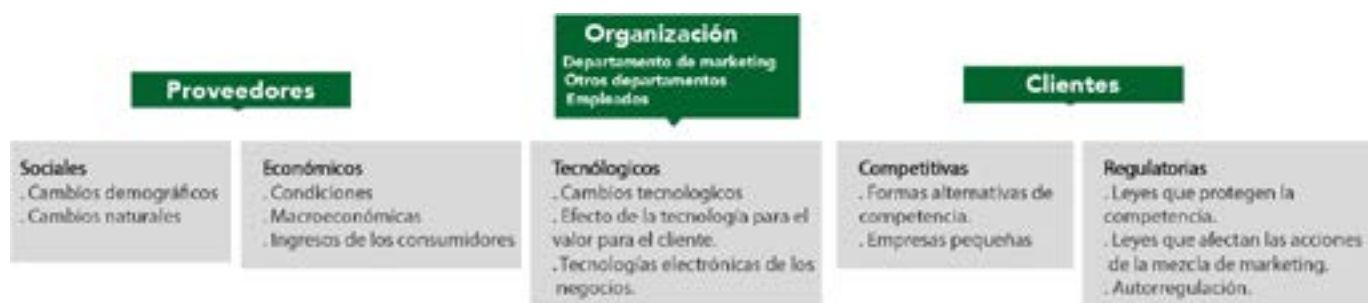 Organización
Departamento de marketing
Otros departamentos
Empleados
Proveedores
Clientes
Sociales
. Cambios demográficos
. Cambios naturales
Económicos
. Condiciones
. Macroeconómicas
. Ingresos de los consumidores
Tecnólogicos
. Cambios tecnologicos
. Efecto de la tecnología para el
valor para el cliente.
. Tecnologías electrónicas de los
negocios.
Competitivas
. Formas alternativas de
competencia.
. Empresas pequeñas
Regulatorias
. Leyes que protegen la
competencia.
. Leyes que afectan las acciones
de la mezcla de marketing.
. Autorregulación.